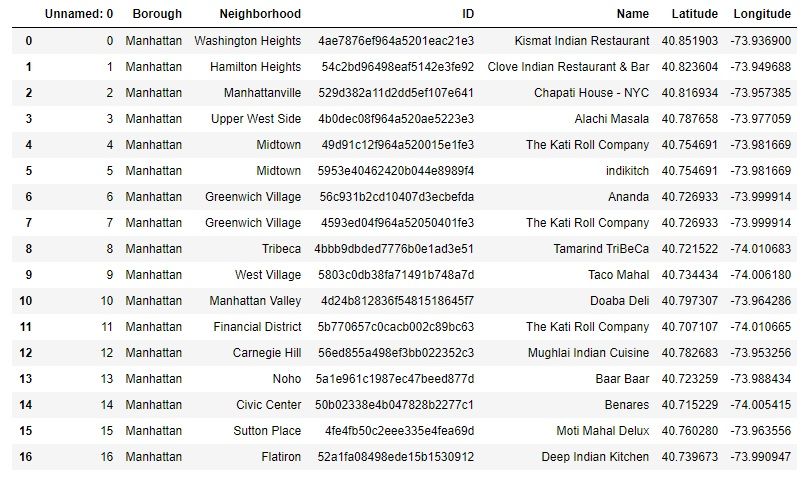 Unnamed: 0 Borough Neighborhood ID Name Latitude Longitude
0 0 Manhattan Washington Heights 4ae7876ef964a5201eac21e3 Kismat Indian Restaurant 40.851903 -73.936900
1 1 Manhattan Hamilton Heights 54c2bd96498eaf5142e3fe92 Clove Indian Restaurant & Bar 40.823604 -73.949688
2 2 Manhattan Manhattanville 529d382a11d2dd5ef107e641 Chapati House - NYC 40.816934 -73.957385
3 3 Manhattan Upper West Side 4b0dec08f964a520ae5223e3 Alachi Masala 40.787658 -73.977059
4 4 Manhattan Midtown 49d91c12f964a520015e1fe3 The Kati Roll Company 40.754691 -73.981669
5 5 Manhattan Midtown 5953e40462420b044e8989f4 indikitch 40.754691 -73.981669
6 6 Manhattan Greenwich Village 56c931b2cd10407d3ecbefda Ananda 40.726933 -73.999914
7 7 Manhattan Greenwich Village 4593ed04f964a52050401fe3 The Kati Roll Company 40.726933 -73.999914
8 8 Manhattan Tribeca 4bbb9dbded7776b0e1ad3e51 Tamarind TriBeCa 40.721522 -74.010683
9 9 Manhattan West Village 5803c0db38fa71491b748a7d Taco Mahal 40.734434 -74.006180
10 10 Manhattan Manhattan Valley 4d24b812836f5481518645f7 Doaba Deli 40.797307 -73.964286
11 11 Manhattan Financial District 5b770657c0cacb002c89bc63 The Kati Roll Company 40.707107 -74.010665
12 12 Manhattan Carnegie Hill 56ed855a498ef3bb022352c3 Mughlai Indian Cuisine 40.782683 -73.953256
13 13 Manhattan Noho 5a1e961c1987ec47beed877d Baar Baar 40.723259 -73.988434
14 14 Manhattan Civic Center 50b02338e4b047828b2277c1 Benares 40.715229 -74.005415
15 15 Manhattan Sutton Place 4fe4fb50c2eee335e4fea69d Moti Mahal Delux 40.760280 -73.963556
16 16 Manhattan Flatiron 52a1fa08498ede15b1530912 Deep Indian Kitchen 40.739673 -73.990947